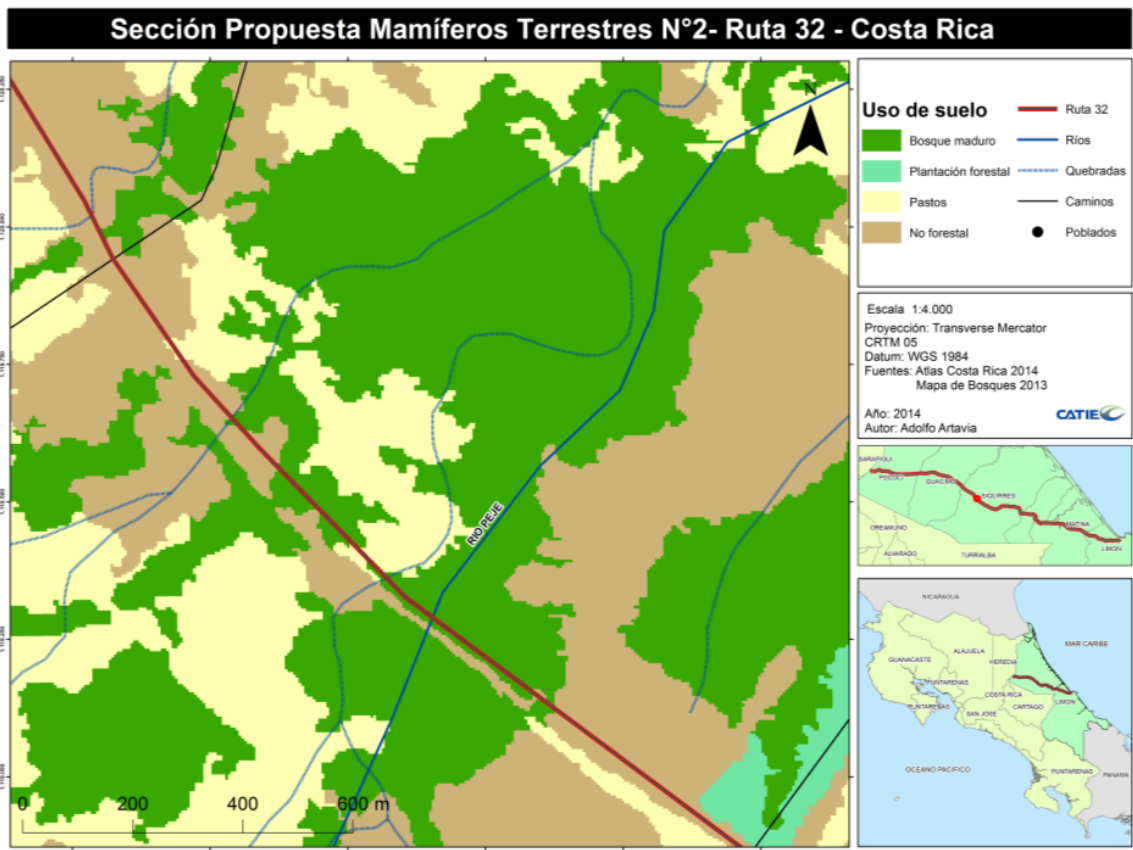 Sección Propuesta Mamíferos Terrestres N°2- Ruta 32 - Costa Rica
N
RIO PEJE
0 200 400 600 m
Uso de suelo
Bosque maduro
Plantación forestal
Pastos
No forestal
Ruta 32
Ríos
Quebradas
Caminos
Poblados
Escala 1:4.000
Proyección: Transverse Mercator
CRTM 05
Datum: WGS 1984
Fuentes: Atlas Costa Rica 2014
Mapa de Bosques 2013
Año: 2014
Autor: Adolfo Artavia
CATIE
SARAPIQUI
POCOCI
GUACIMO
SIQUIRRES
MATINA
LIMON
OREAMUNO
ALVARADO
TURRIALBA
NICARAGUA
MAR CARIBE
ALAJUELA
HEREDIA
GUANACASTE
PUNTARENAS
COSTA RICA
LIMON
PUNTARENAS
SAN JOSE
CARTAGO
OCEANO PACIFICO
PUNTARENAS
PANAMA